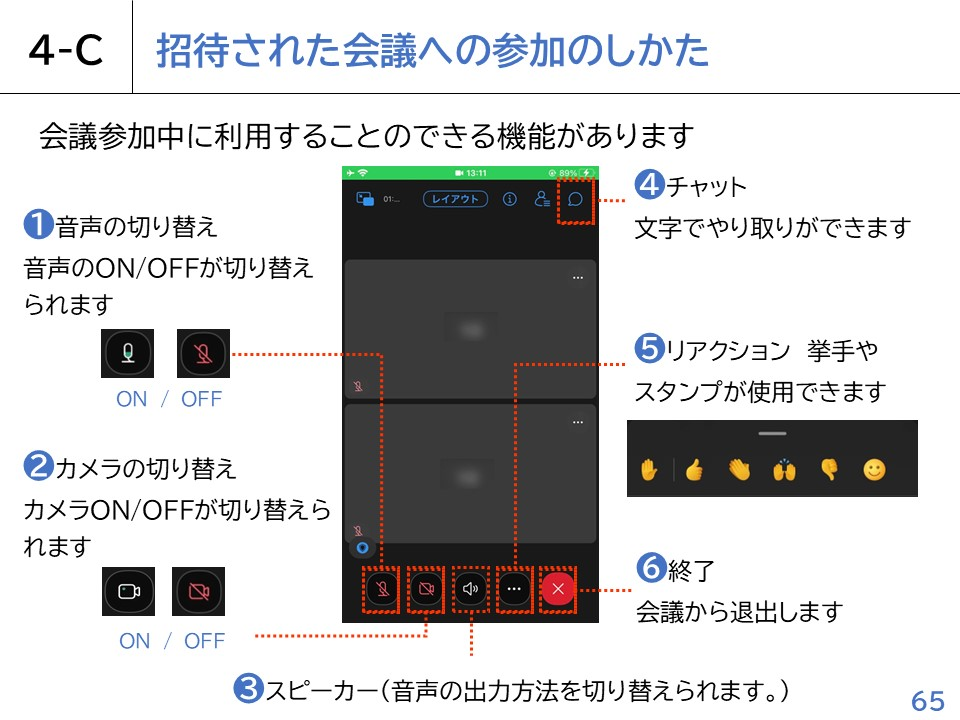 4-C
招待された会議への参加のしかた
会議参加中に利用することのできる機能があります
❶音声の切り替え
音声のON/OFFが切り替え
られます
ON / OFF
❷カメラの切り替え
カメラON/OFFが切り替えら
れます
ON / OFF
13:11
89%
01:...
レイアウト
❹チャット
文字でやり取りができます
❺リアクション 挙手や
スタンプが使用できます
❻終了
会議から退出します
❸スピーカー(音声の出力方法を切り替えられます。)
65